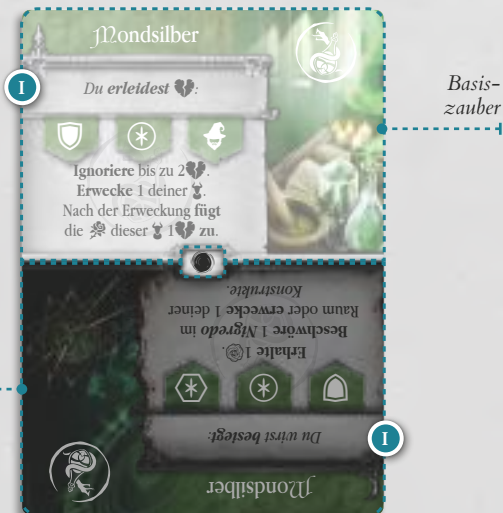 Mondsilber
I
Du erleidest :
Ignoriere bis zu 2.
Erwecke 1 deiner .
Nach der Erweckung fügt
die dieser 1 zu.
Basis-
zauber
Mondsilber
I
Du wirst besiegt:
Erhalte 1.
Beschwöre 1 Nigredo im
Raum oder erwecke 1 deiner
Konstrukte.